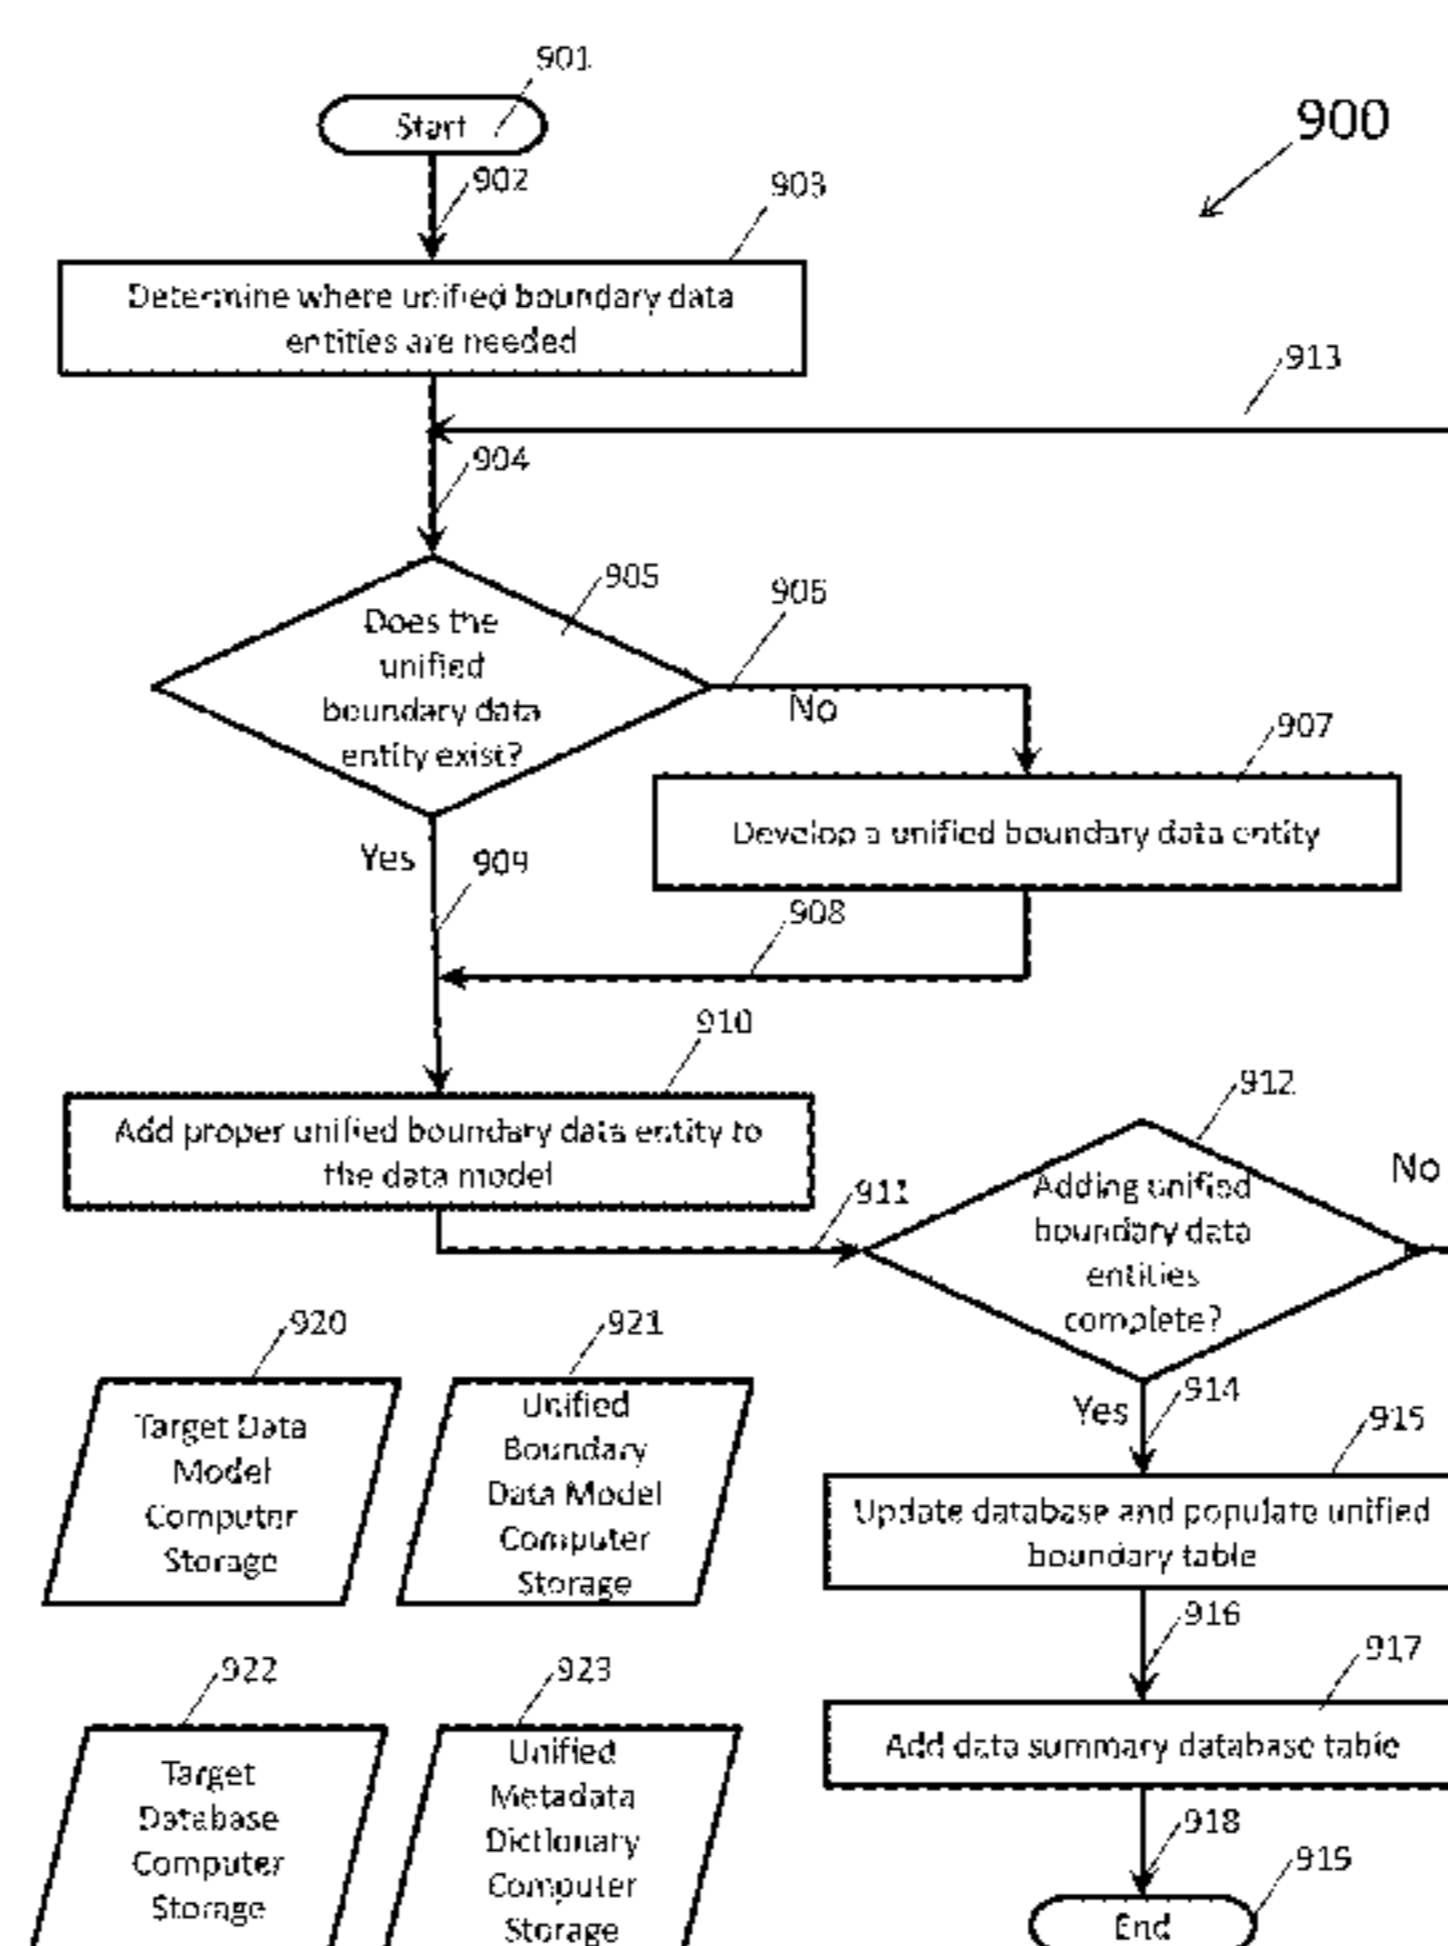 901
Start
900
902
903
Determine where unified boundary data
entities are needed
913
904
905
906
Does the
unified
boundary data
entity exist?
No
907
Develop a unified boundary data entity
Yes
909
908
910
Add proper unified boundary data entity to
the data model
912
No
911
Adding unified
boundary data
entities
complete?
920
921
Target Data
Model
Computer
Storage
Unified
Boundary
Data Model
Computer
Storage
Yes
914
915
Update database and populate unified
boundary table
916
922
923
917
Target
Database
Computer
Storage
Unified
Metadata
Dictionary
Computer
Storage
Add data summary database table
918
919
End